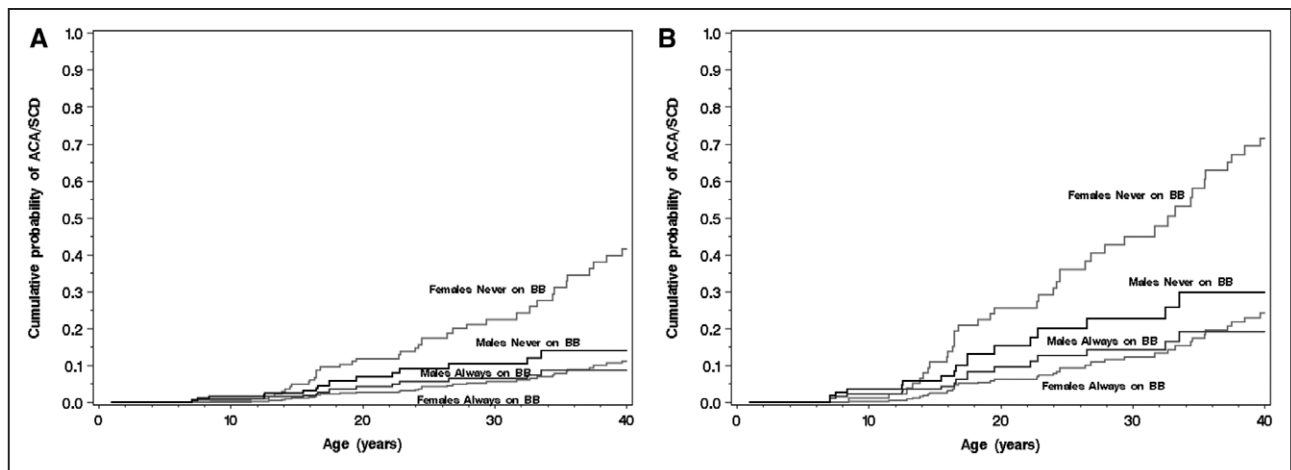 A
Cumulative probability of ACA/SCD
1.0
0.9
0.8
0.7
0.6
0.5
0.4
0.3
0.2
0.1
0.0
Females Never on BB
Males Never on BB
Males Always on BB
Females Always on BB
0 10 20 30 40
Age (years)
B
Cumulative probability of ACA/SCD
1.0
0.9
0.8
0.7
0.6
0.5
0.4
0.3
0.2
0.1
0.0
Females Never on BB
Males Never on BB
Males Always on BB
Females Always on BB
0 10 20 30 40
Age (years)